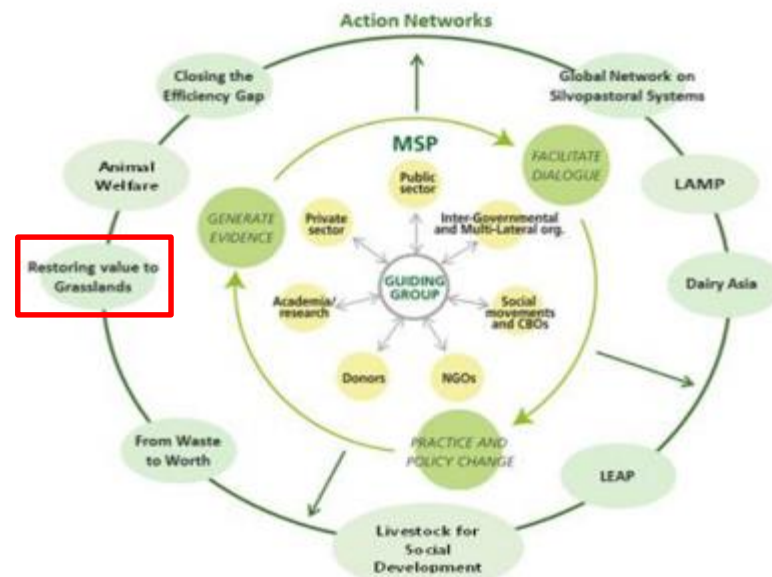 Action Networks
Closing the
Efficiency Gap
Global Network on
Silvopastoral Systems
MSP
Public
sector
FACILITATE
DIALOGUE
Animal
Welfare
LAMP
GENERATE
EVIDENCE
Private
sector
Inter-Governmental
and Multi-Lateral org.
Restoring value to
Grasslands
GUIDING
GROUP
Dairy Asia
Academia/
research
Social
movements
and CBOs
Donors
NGOs
From Waste
to Worth
PRACTICE AND
POLICY CHANGE
LEAP
Livestock for
Social
Development